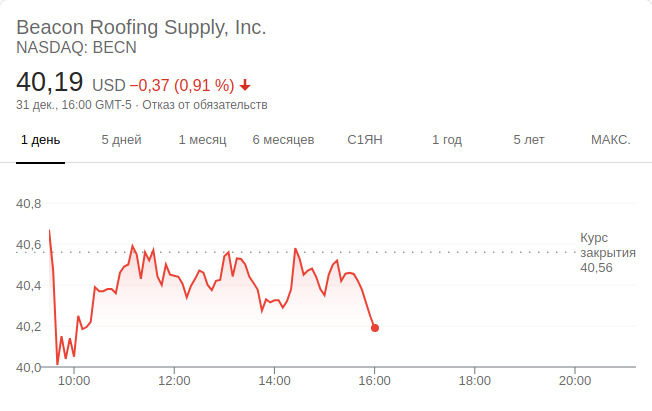 Beacon Roofing Supply, Inc.
NASDAQ: BECN
40,19 USD −0,37 (0,91 %)
31 дек., 16:00 GMT-5 · Отказ от обязательств
1 день 5 дней 1 месяц 6 месяцев С1ЯН 1 год 5 лет МАКС.
40,8
40,6
40,4
40,2
40,0
Курс
закрытия
40,56
10:00 12:00 14:00 16:00 18:00 20:00